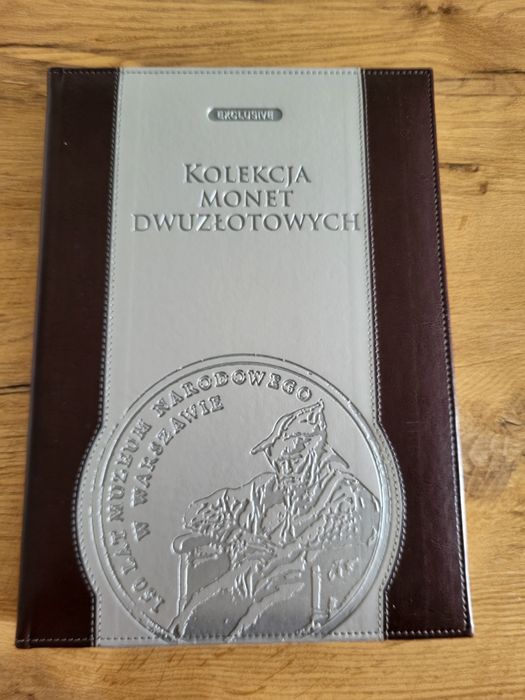 EXCLUSIVE
KOLEKCJA
MONET
DWUZŁOTOWYCH
150 LAT MUZEUM NARODOWEGO
W WARSZAWIE